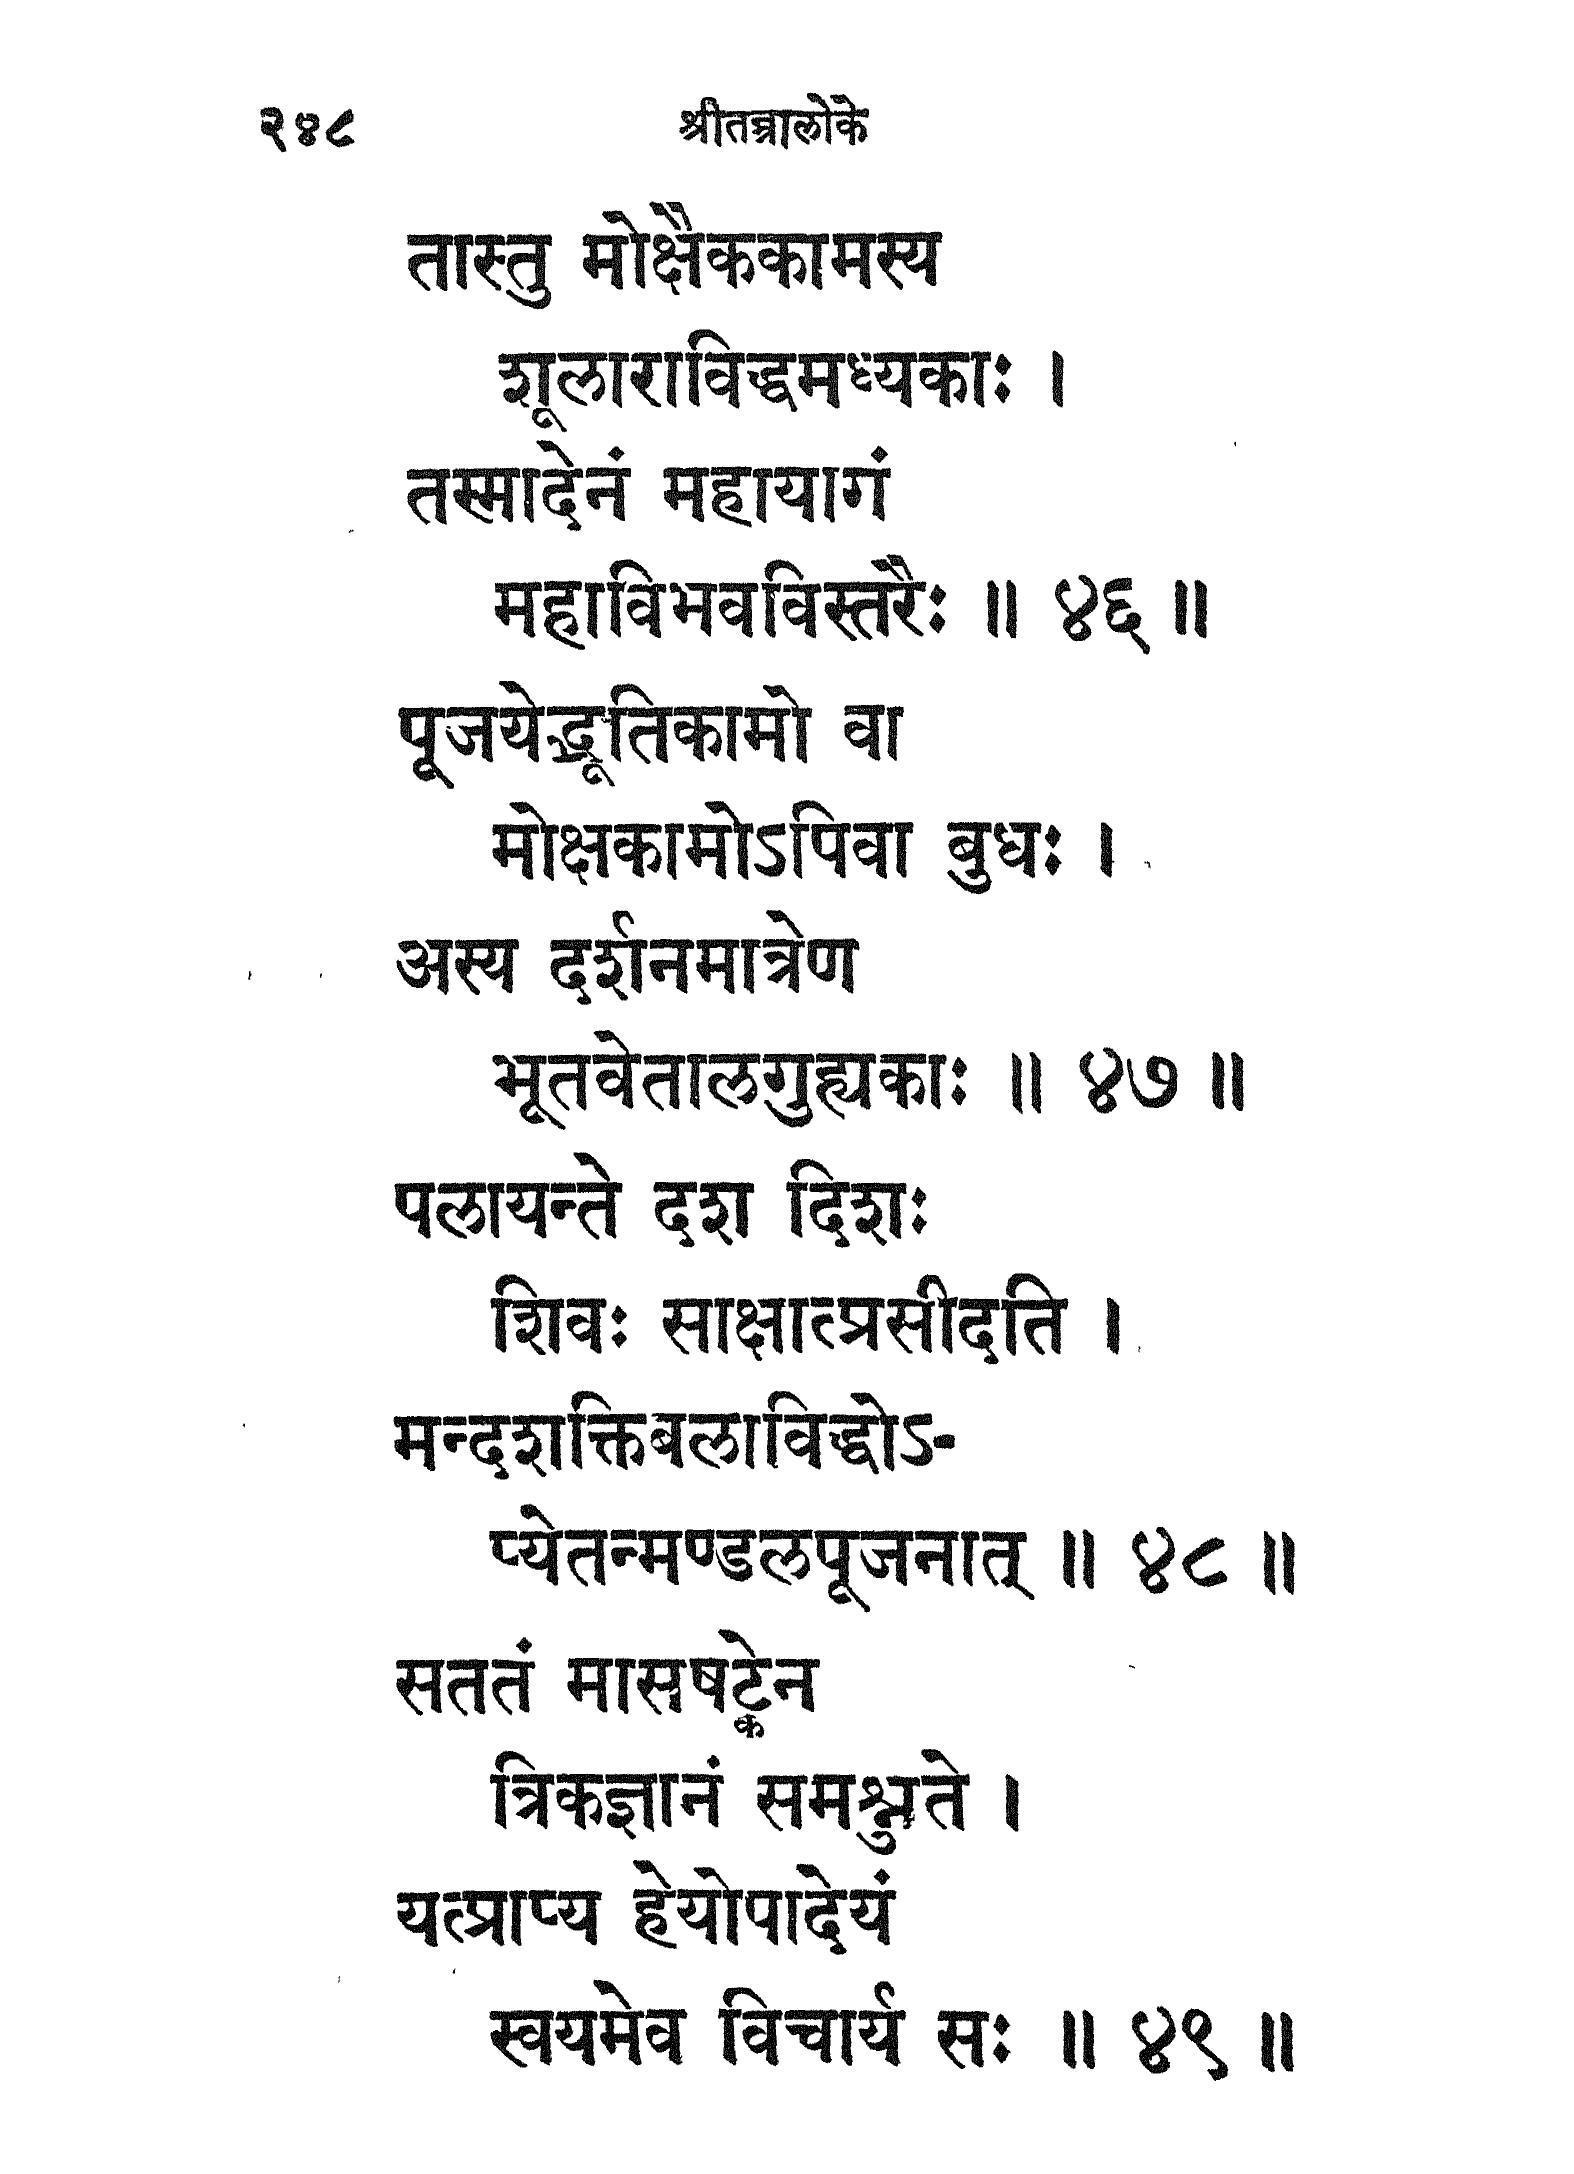 २४८ श्रीतन्त्रालोके
तास्तु मोक्षैककामस्य
शूलाराविद्धमध्यकाः ।
तस्मादेनं महायागं
महाविभवविस्तरैः ॥ ४६ ॥
पूजयेद्भूतिकामो वा
मोक्षकामोऽपिवा बुधः ।
अस्य दर्शनमात्रेण
भूतवेतालगुह्यकाः ॥ ४७ ॥
पलायन्ते दश दिशः
शिवः साक्षात्प्रसीदति ।
मन्दशक्तिबलाविद्धोऽ-
प्येतन्मण्डलपूजनात् ॥ ४८ ॥
सततं मासषट्केन
त्रिकज्ञानं समश्नुते ।
यत्प्राप्य हेयोपादेयं
स्वयमेव विचार्य सः ॥ ४९ ॥